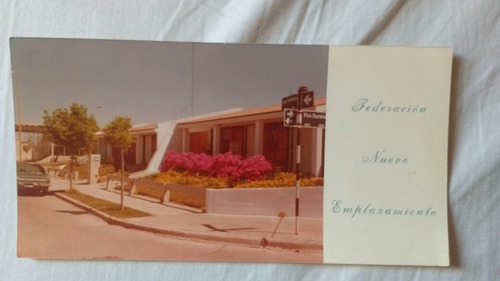 Federación
Nuevo
Emplazamiento